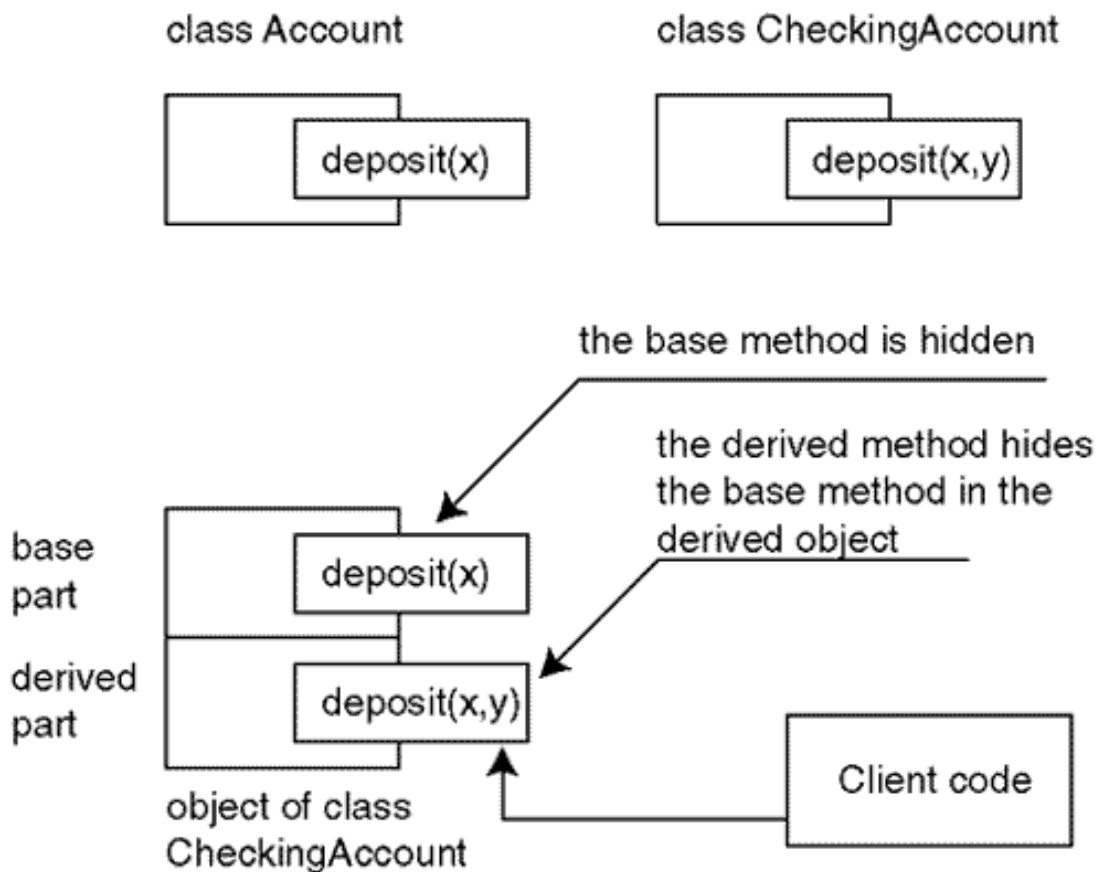 class Account
class CheckingAccount
deposit(x)
deposit(x,y)
the base method is hidden
the derived method hides
the base method in the
derived object
base
part
deposit(x)
derived
part
deposit(x,y)
Client code
object of class
CheckingAccount